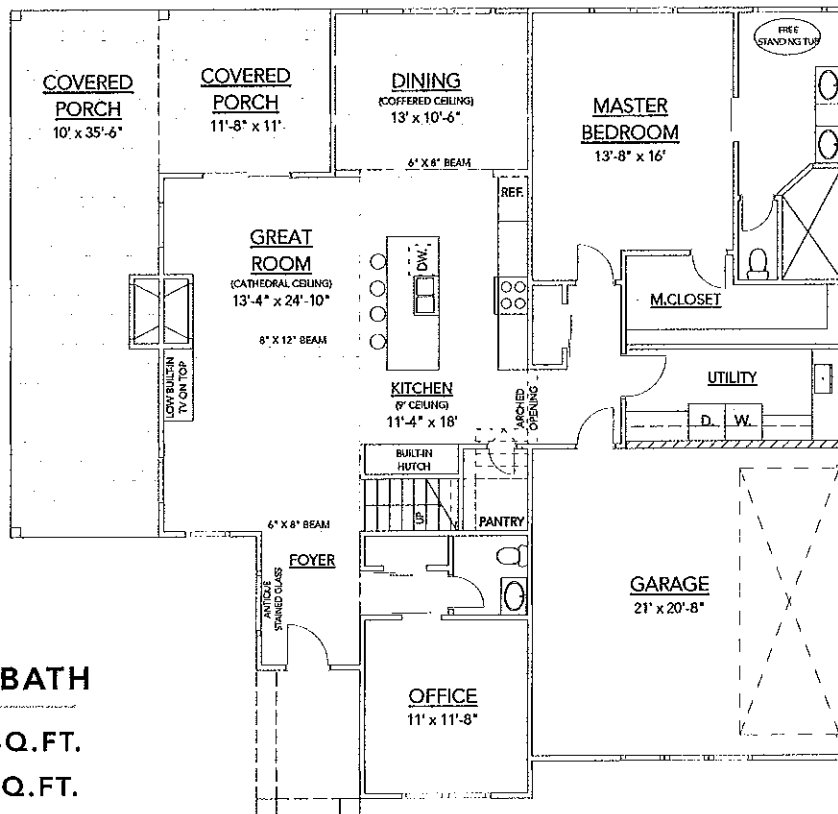 FREE
STANDING TUB
COVERED
PORCH
10' x 35'-6"
COVERED
PORCH
11'-8" x 11'
DINING
(COFFERED CEILING)
13' x 10'-6"
6" X 8" BEAM
MASTER
BEDROOM
13'-8" x 16'
REF.
GREAT
ROOM
(CATHEDRAL CEILING)
13'-4" x 24'-10"
8" X 12" BEAM
DW.
M.CLOSET
LOW BUILT-IN
TV ON TOP
KITCHEN
(9' CEILING)
11'-4" x 18'
ARCHED
OPENING
UTILITY
D.
W.
BUILT-IN
HUTCH
UP
PANTRY
6" X 8" BEAM
FOYER
ANTIQUE
STAINED GLASS
GARAGE
21' x 20'-8"
OFFICE
11' x 11'-8"
BATH
Q.FT.
Q.FT.